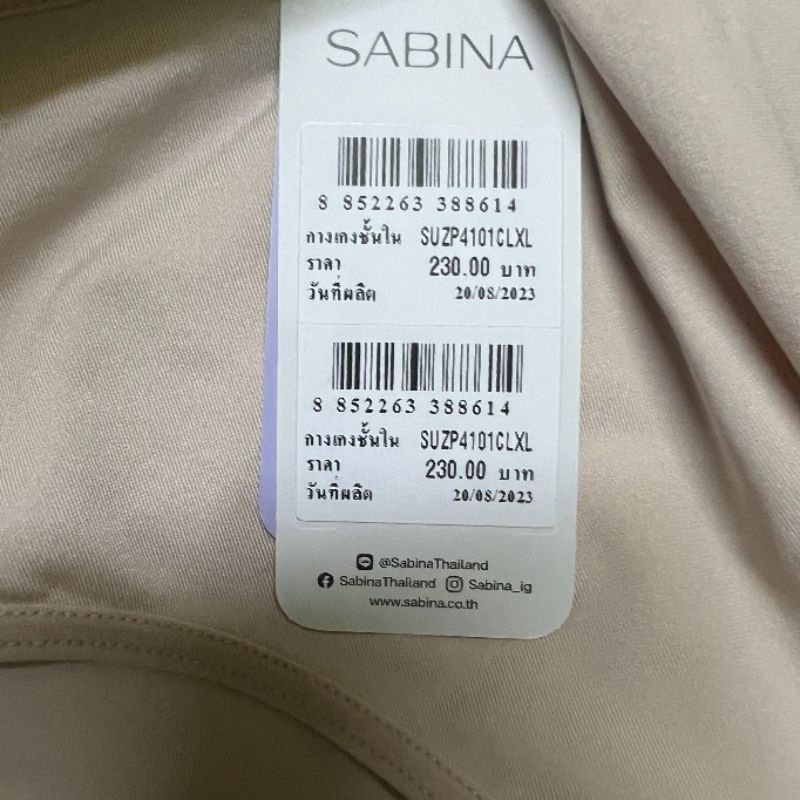 SABINA
8 852263 388614
กางเกงชั้นใน SUZP4101CLXL
ราคา 230.00 บาท
วันที่ผลิต 20/08/2023
8 852263 388614
กางเกงชั้นใน SUZP4101CLXL
ราคา 230.00 บาท
วันที่ผลิต 20/08/2023
@SabinaThailand
SabinaThailand Sabina_ig
www.sabina.co.th